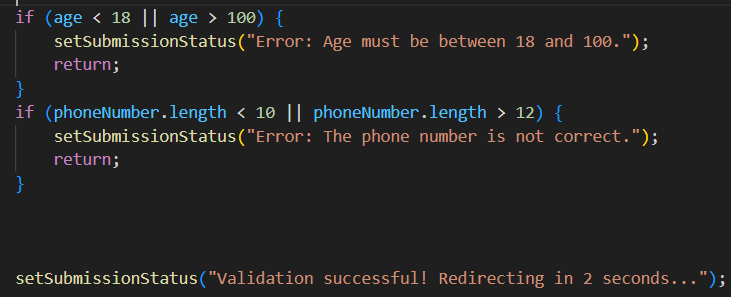 if (age < 18 || age > 100) {
    setSubmissionStatus("Error: Age must be between 18 and 100.");
    return;
}
if (phoneNumber.length < 10 || phoneNumber.length > 12) {
    setSubmissionStatus("Error: The phone number is not correct.");
    return;
}
setSubmissionStatus("Validation successful! Redirecting in 2 seconds...");